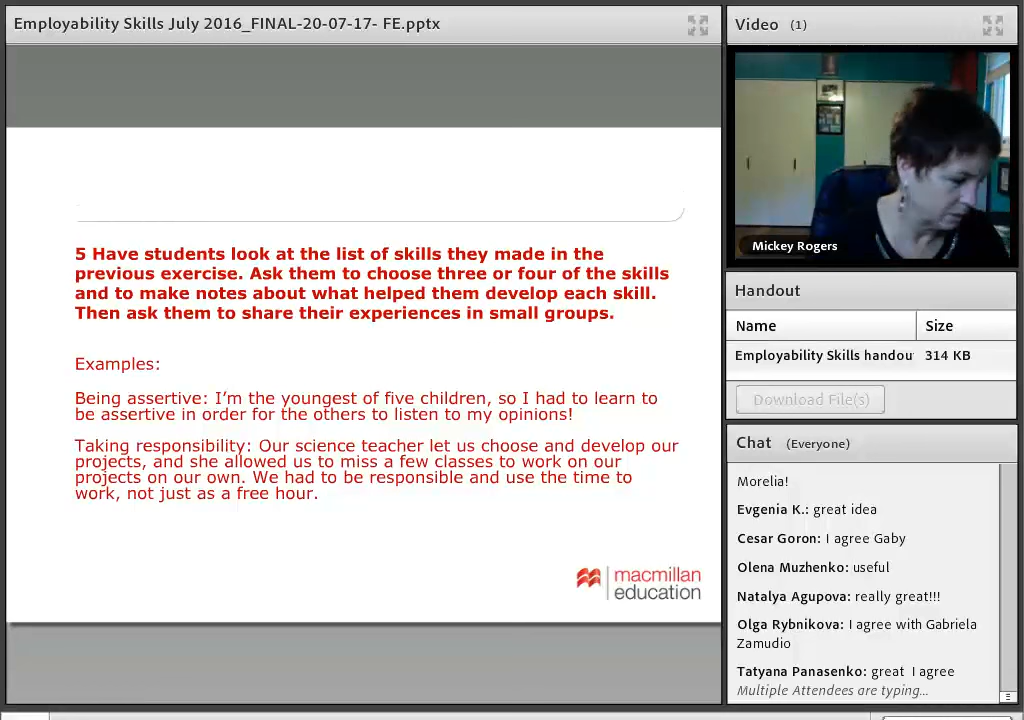 Employability Skills July 2016_FINAL-20-07-17- FE.pptx
5 Have students look at the list of skills they made in the
previous exercise. Ask them to choose three or four of the skills
and to make notes about what helped them develop each skill.
Then ask them to share their experiences in small groups.
Examples:
Being assertive: I'm the youngest of five children, so I had to learn to
be assertive in order for the others to listen to my opinions!
Taking responsibility: Our science teacher let us choose and develop our
projects, and she allowed us to miss a few classes to work on our
projects on our own. We had to be responsible and use the time to
work, not just as a free hour.
macmillan
education
Video (1)
Mickey Rogers
Handout
Name Size
Employability Skills handou 314 KB
Download File(s)
Chat (Everyone)
Morelia!
Evgenia K.: great idea
Cesar Goron: I agree Gaby
Olena Muzhenko: useful
Natalya Agupova: really great!!!
Olga Rybnikova: I agree with Gabriela
Zamudio
Tatyana Panasenko: great I agree
Multiple Attendees are typing...